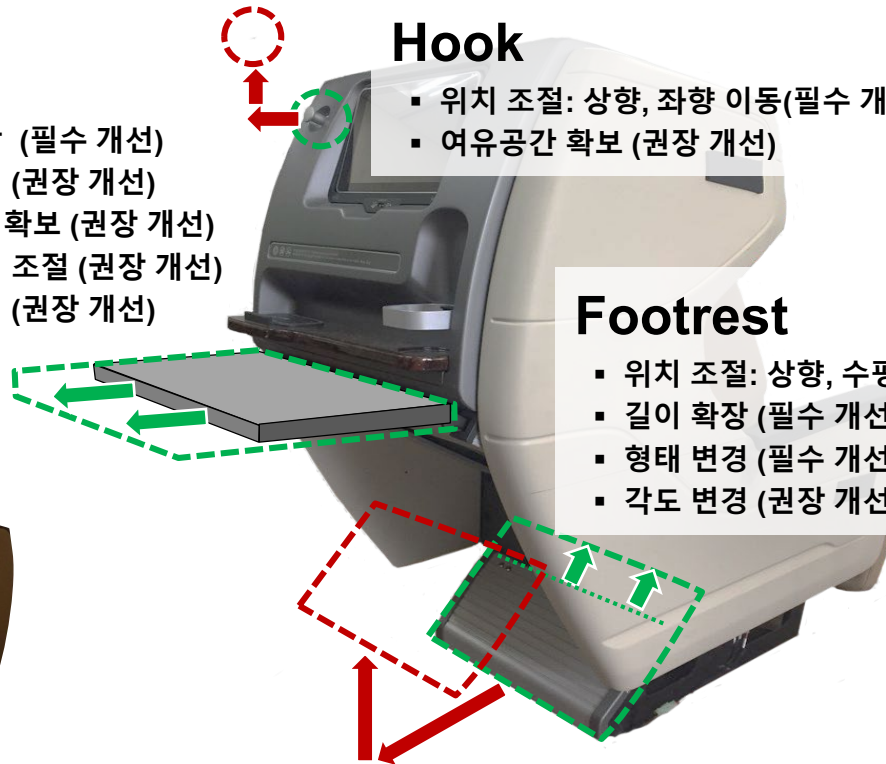 Hook
▪ 위치 조절: 상향, 좌향 이동(필수 개
▪ 여유공간 확보 (권장 개선)
(필수 개선)
(권장 개선)
확보 (권장 개선)
조절 (권장 개선)
(권장 개선)
Footrest
▪ 위치 조절: 상향,
▪ 길이 확장 (필수 개선
▪ 형태 변경 (필수 개선
▪ 각도 변경 (권장 개선